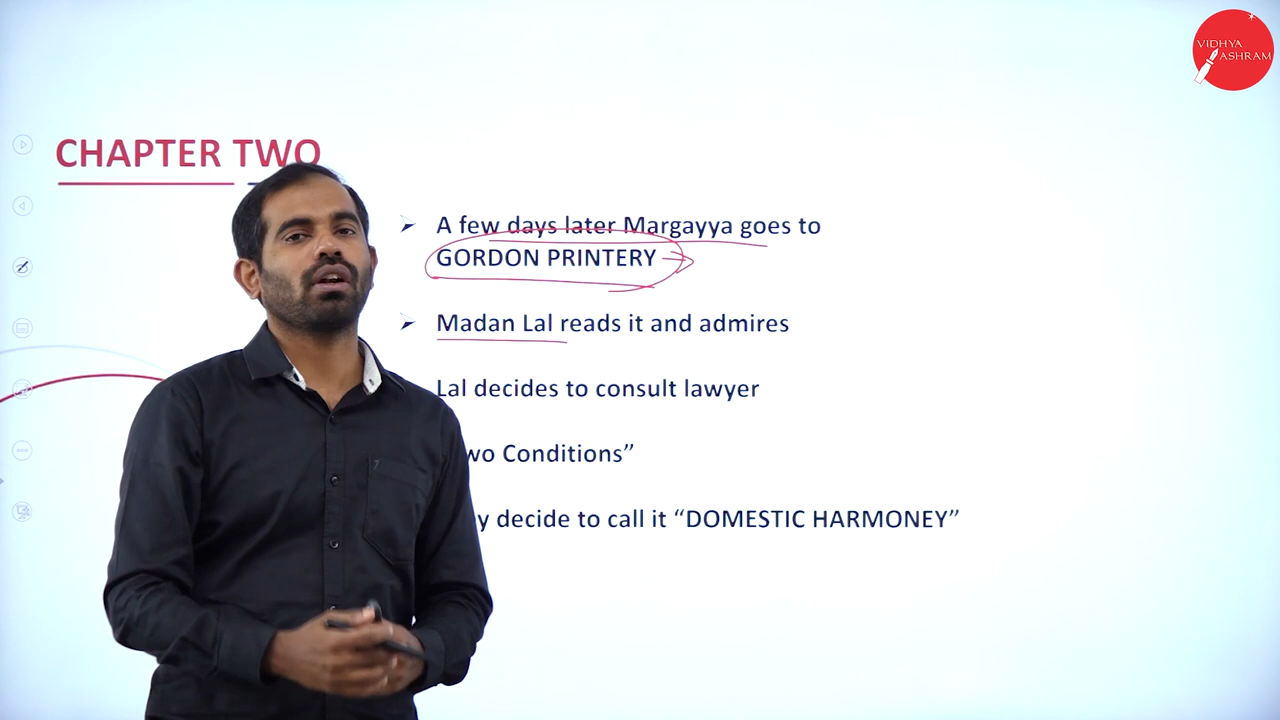 VIDHYA
ASHRAM
CHAPTER TWO
A few days later Margayya goes to
GORDON PRINTERY
Madan Lal reads it and admires
Lal decides to consult lawyer
Conditions”
decide to call it “DOMESTIC HARMONEY”